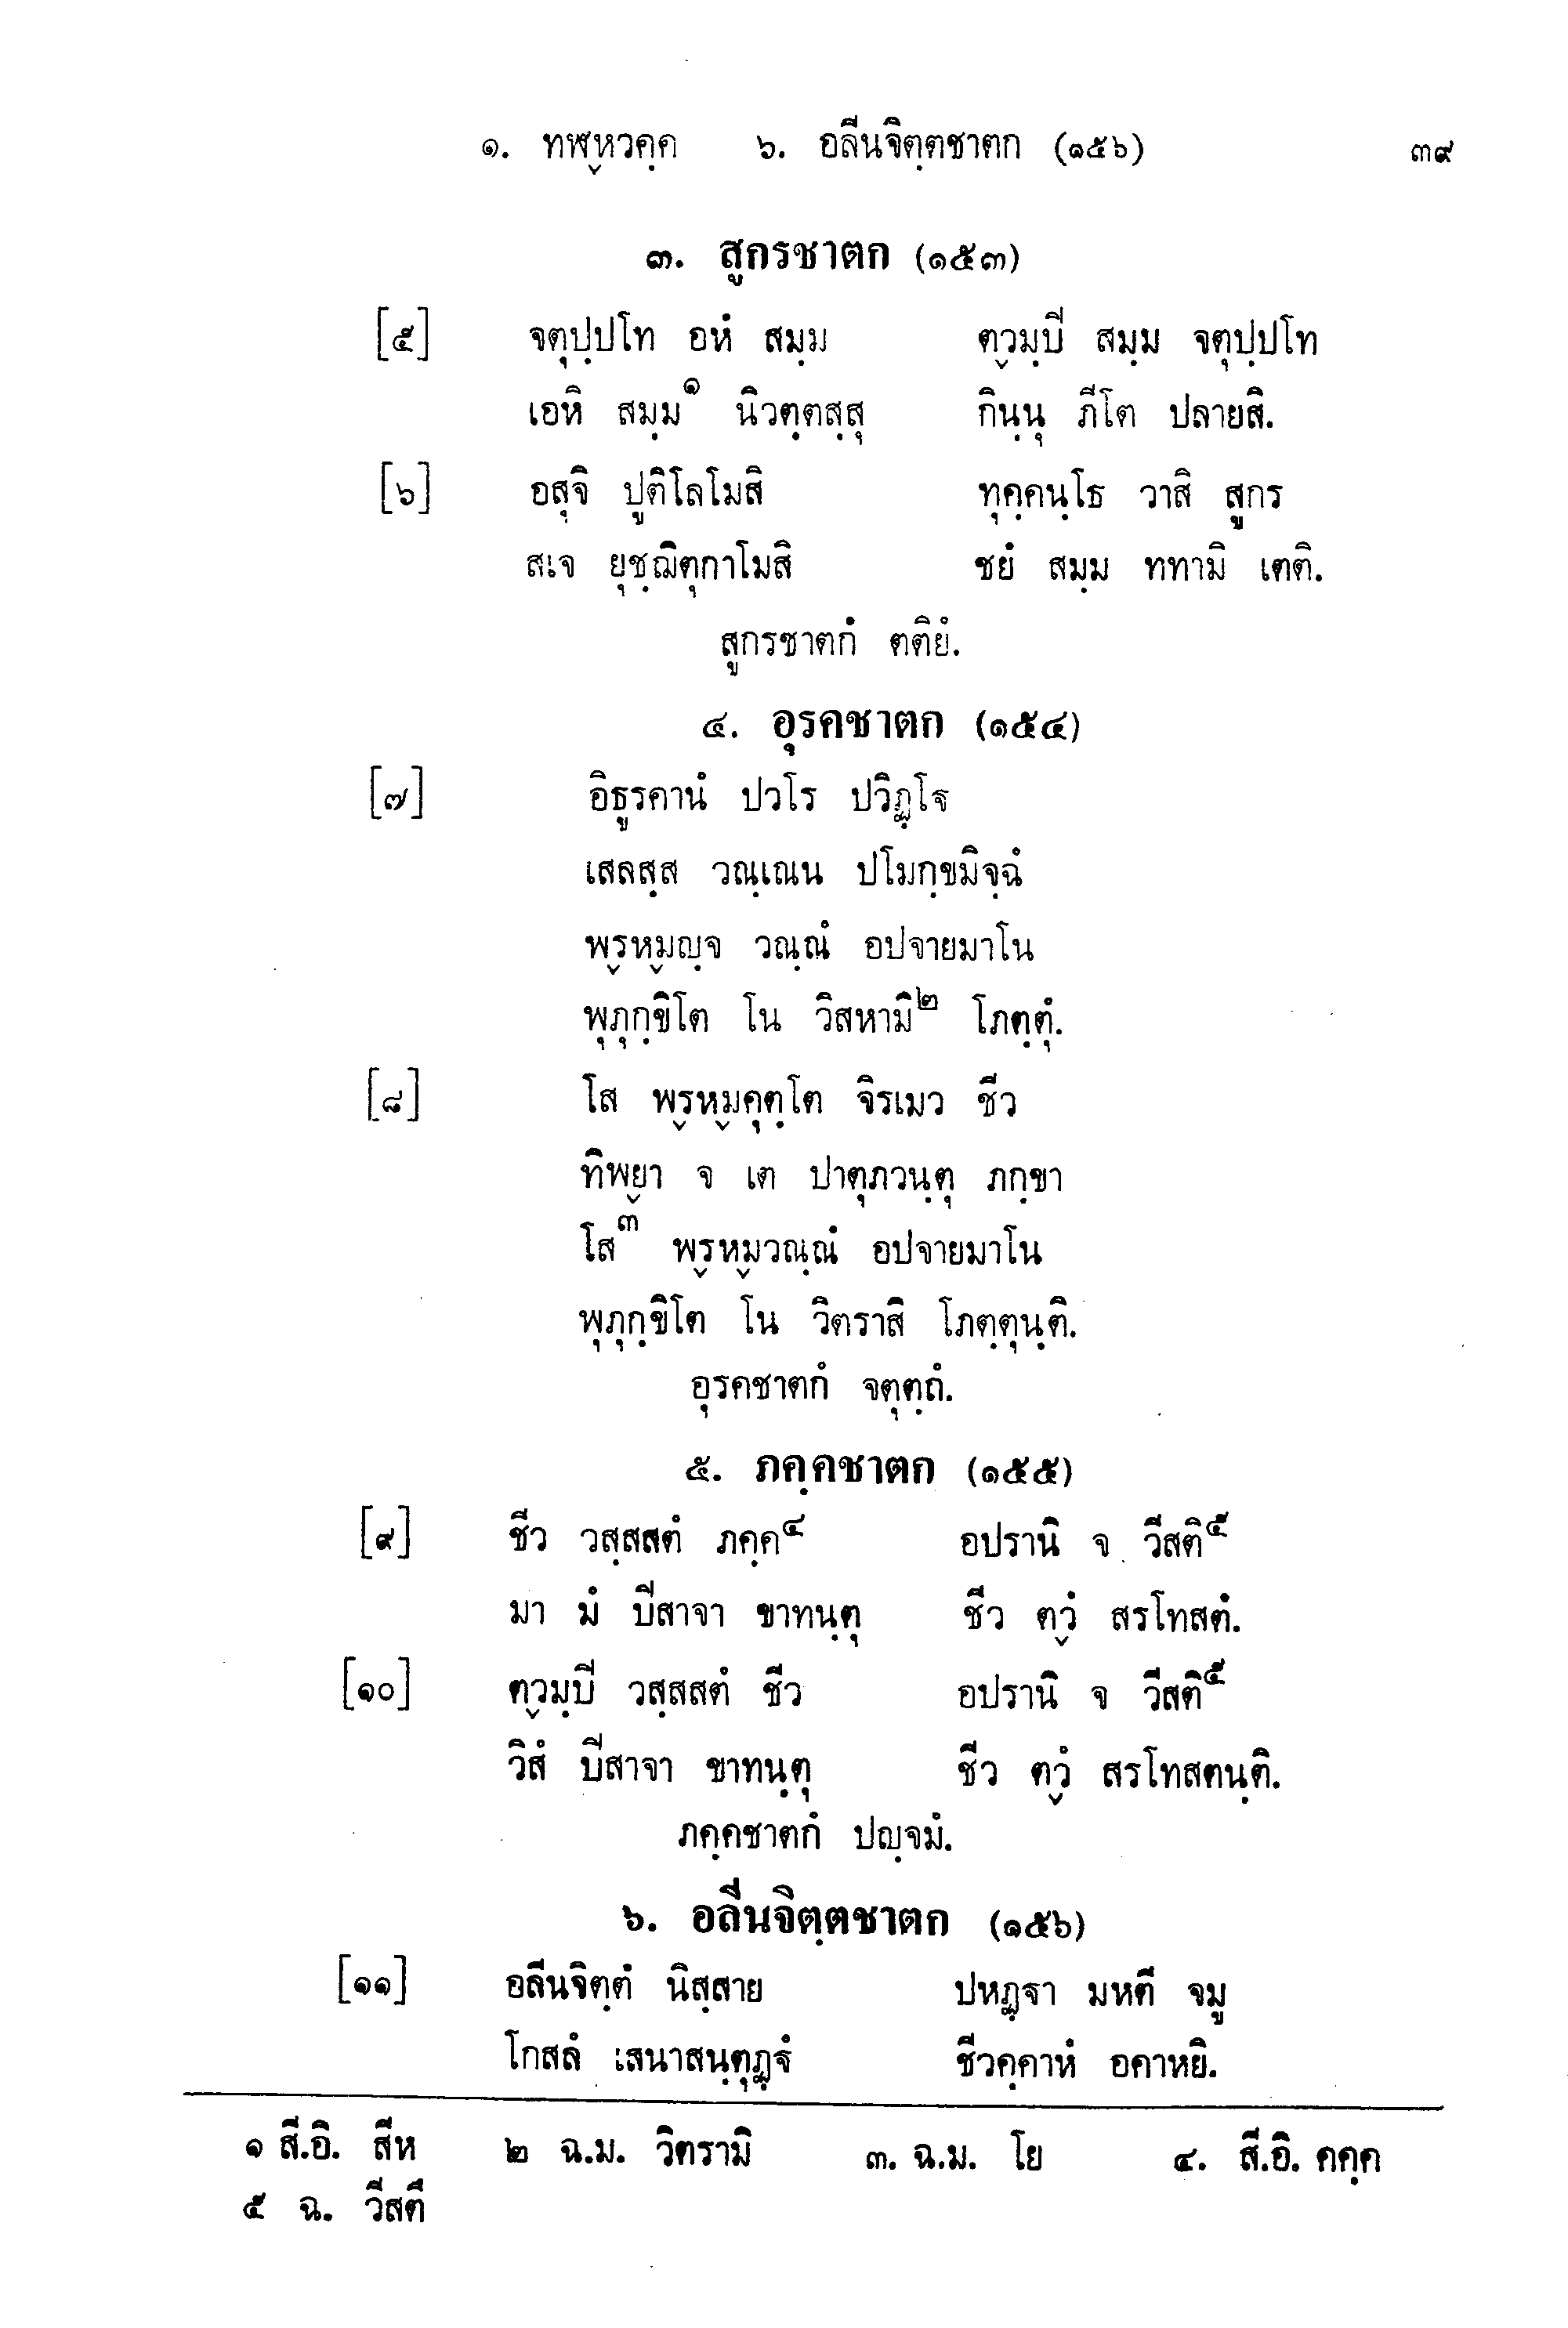 ๑. ทฬฺหวคฺค ๖. อลีนจิตฺตชาตก (๑๕๖) ๓๙
๓. สูกรชาตก (๑๕๓)
[๕] จตุปฺปโท อหํ สมฺม ตฺวมฺปิ สมฺม จตุปฺปโท
เอหิ สมฺม๑ นิวตฺตสฺสุ กินฺนุ ภีโต ปลายสิ.
[๖] อสุจิ ปูติโลโมสิ ทุคฺคนฺโธ วาสิ สูกร
สเจ ยุชฺฌิตุกาโมสิ ชยํ สมฺม ททามิ เตติ.
สูกรชาตกํ ตติยํ.
๔. อุรคชาตก (๑๕๔)
[๗] อิธูรคานํ ปวโร ปวิฏฺโฐ
เสลสฺส วณฺเณน ปโมกฺขมิจฺฉํ
พฺรหฺมญฺจ วณฺณํ อปจายมาโน
พุภุกฺขิโต โน วิสหามิ๒ โภตฺตุํ.
[๘] โส พฺรหฺมคุตฺโต จิรเมว ชีว
ทิพฺยา จ เต ปาตุภวนฺตุ ภกฺขา
โส๓ พฺรหฺมวณฺณํ อปจายมาโน
พุภุกฺขิโต โน วิตราสิ โภตฺตุนฺติ.
อุรคชาตกํ จตุตฺถํ.
๕. ภคฺคชาตก (๑๕๕)
[๙] ชีว วสฺสสตํ ภคฺค๔ อปรานิ จ วีสติ๕
มา มํ ปิสาจา ขาทนฺตุ ชีว ตฺวํ สรโทสตํ.
[๑๐] ตฺวมฺปิ วสฺสสตํ ชีว อปรานิ จ วีสติ๕
วิสํ ปิสาจา ขาทนฺตุ ชีว ตฺวํ สรโทสตนฺติ.
ภคฺคชาตกํ ปญฺจมํ.
๖. อลีนจิตฺตชาตก (๑๕๖)
[๑๑] อลีนจิตฺตํ นิสฺสาย ปหฏฺฐา มหตี จมู
โกสลํ เสนาสนฺตุฏฺฐํ ชีวคฺคาหํ อคาหยิ.
๑ สี.อิ. สีห ๒ ฉ.ม. วิตรามิ ๓. ฉ.ม. โย ๔. สี.อิ. คคฺค
๕ ฉ. วีสตึ